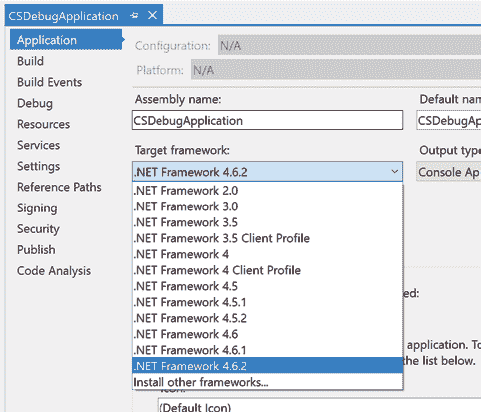 CSDebugApplication
Application
Build
Build Events
Debug
Resources
Services
Settings
Reference Paths
Signing
Security
Publish
Code Analysis
Configuration: N/A
Platform: N/A
Assembly name:
CSDebugApplication
Default nam
CSDebugAp
Target framework:
.NET Framework 4.6.2
Output type
Console Ap
.NET Framework 2.0
.NET Framework 3.0
.NET Framework 3.5
.NET Framework 3.5 Client Profile
.NET Framework 4
.NET Framework 4 Client Profile
.NET Framework 4.5
.NET Framework 4.5.1
.NET Framework 4.5.2
.NET Framework 4.6
.NET Framework 4.6.1
.NET Framework 4.6.2
Install other frameworks...
ed:
application. To
the list below.
Icon:
(Default Icon)